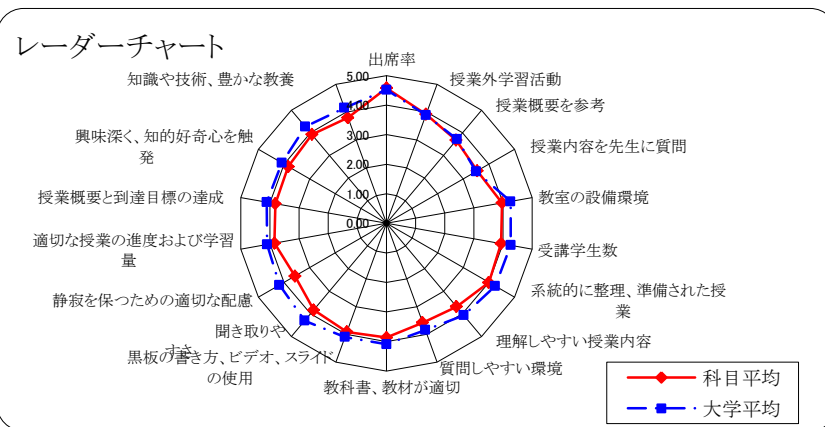 レーダーチャート
出席率
授業外学習活動
授業概要を参考
授業内容を先生に質問
教室の設備環境
受講学生数
系統的に整理、準備された授
業
理解しやすい授業内容
質問しやすい環境
教科書、教材が適切
黒板の書き方、ビデオ、スライド
の使用
聞き取りや
すさ
静寂を保つための適切な配慮
適切な授業の進度および学習
量
授業概要と到達目標の達成
興味深く、知的好奇心を触
発
知識や技術、豊かな教養
5.00
4.00
3.00
2.00
1.00
0.00
科目平均
大学平均